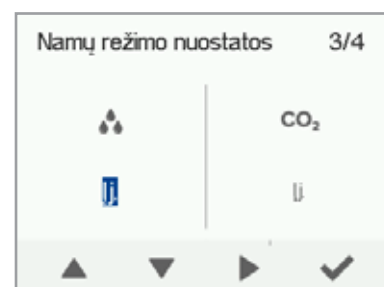 Namų režimo nuostatos 3/4
CO₂
Įj. Įj.